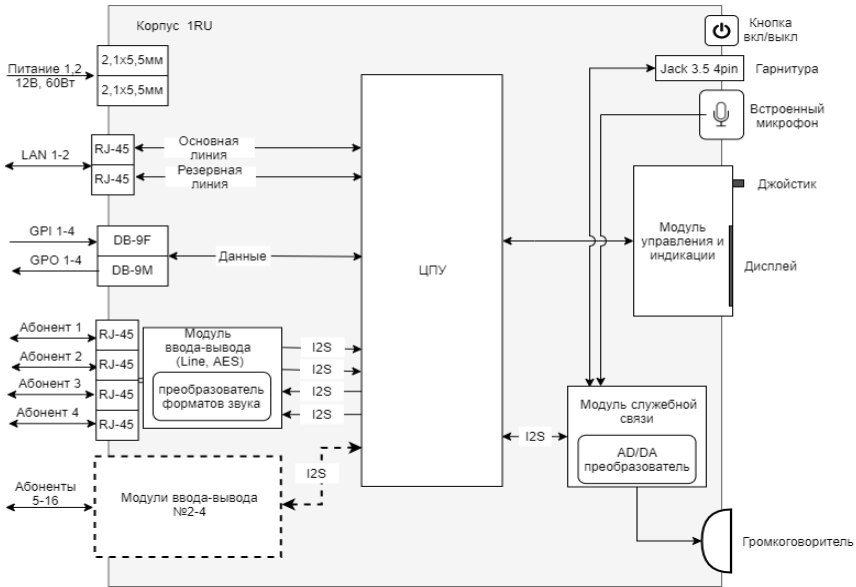 Корпус 1RU
Кнопка
вкл/выкл
Питание 1,2
12В, 60Вт
2,1х5,5мм
2,1х5,5мм
Jack 3.5 4pin
Гарнитура
Встроенный
микрофон
LAN 1-2
RJ-45
RJ-45
Основная
линия
Резервная
линия
Джойстик
Модуль
управления и
индикации
Дисплей
GPI 1-4
GPO 1-4
DB-9F
DB-9M
Данные
ЦПУ
Абонент 1
Абонент 2
Абонент 3
Абонент 4
RJ-45
RJ-45
RJ-45
RJ-45
Модуль
ввода-вывода
(Line, AES)
преобразователь
форматов звука
I2S
I2S
I2S
I2S
Модуль служебной
связи
AD/DA
преобразователь
I2S
I2S
Абоненты
5-16
Модули ввода-вывода
№2-4
Громкоговоритель